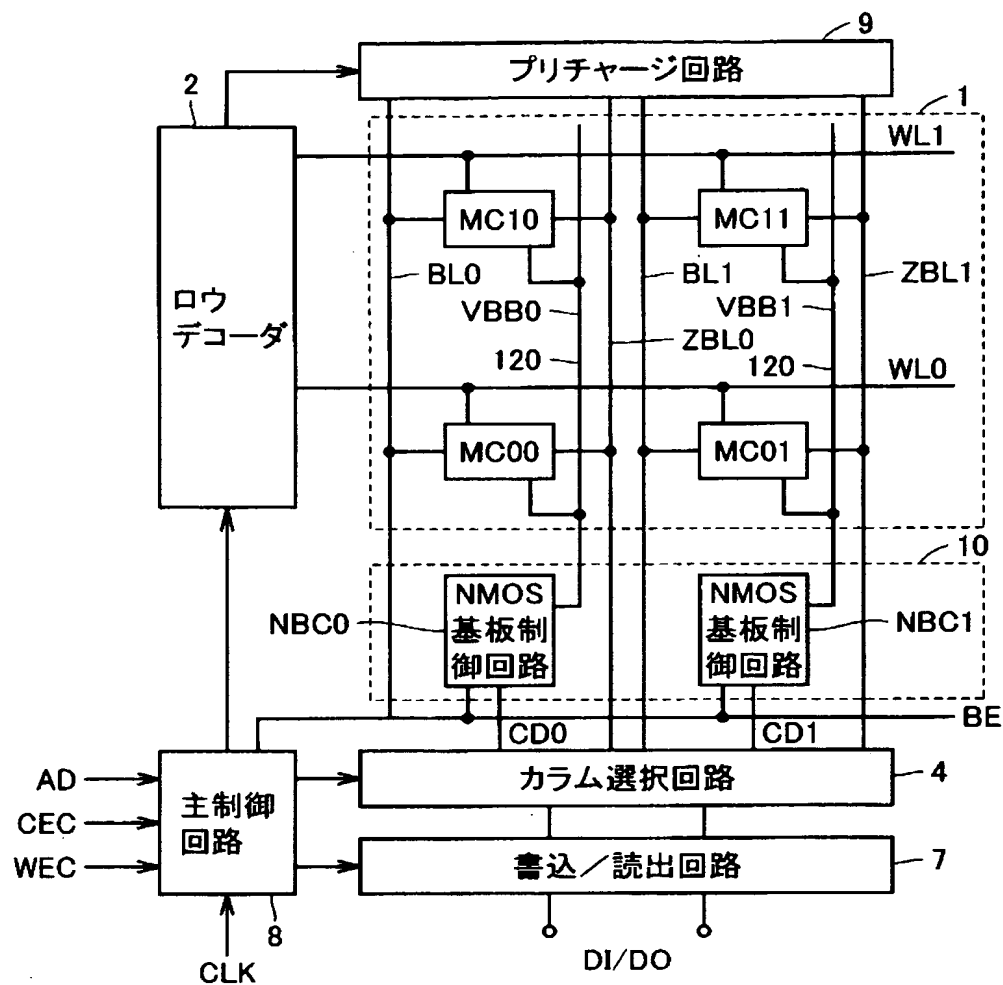 9
プリチャージ回路
2
1
WL1
MC10
MC11
BL0
BL1
ZBL1
ロウ
デコーダ
VBB0
VBB1
ZBL0
120
120
WL0
MC00
MC01
10
NMOS
基板制
御回路
NMOS
基板制
御回路
NBC0
NBC1
BE
CD0
CD1
AD
CEC
WEC
主制御
回路
カラム選択回路
4
書込/読出回路
7
8
CLK
DI/DO